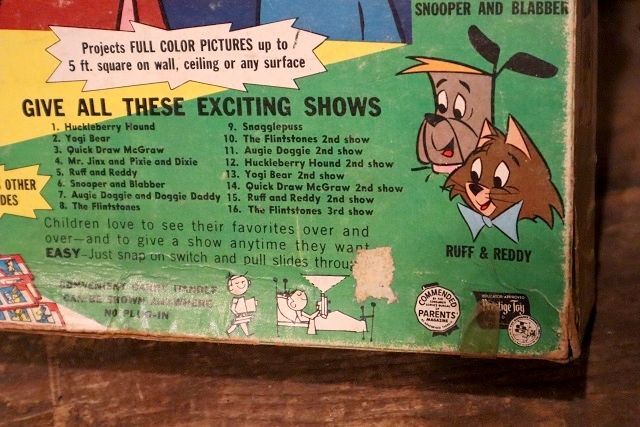 SNOOPER AND BLABBER
Projects FULL COLOR PICTURES up to
5 ft. square on wall, ceiling or any surface
GIVE ALL THESE EXCITING SHOWS
1. Huckleberry Hound
2. Yogi Bear
3. Quick Draw McGraw
4. Mr. Jinx and Pixie and Dixie
5. Ruff and Reddy
6. Snooper and Blabber
7. Augie Doggie and Doggie Daddy
8. The Flintstones
9. Snagglepuss
10. The Flintstones 2nd show
11. Augie Doggie 2nd show
12. Huckleberry Hound 2nd show
13. Yogi Bear 2nd show
14. Quick Draw McGraw 2nd show
15. Ruff and Reddy 2nd show
16. The Flintstones 3rd show
OTHER
DES
Children love to see their favorites over and
over—and to give a show anytime they want
EASY-Just snap on switch and pull slides throu
CONVENIENT CARRY HANDLE
CAN BE SHOWN ANYWHERE
NO PLUG-IN
RUFF & REDDY
COMMENDED
PARENTS'
MAGAZINE
EDUCATOR-APPROVED
Prestige Toy